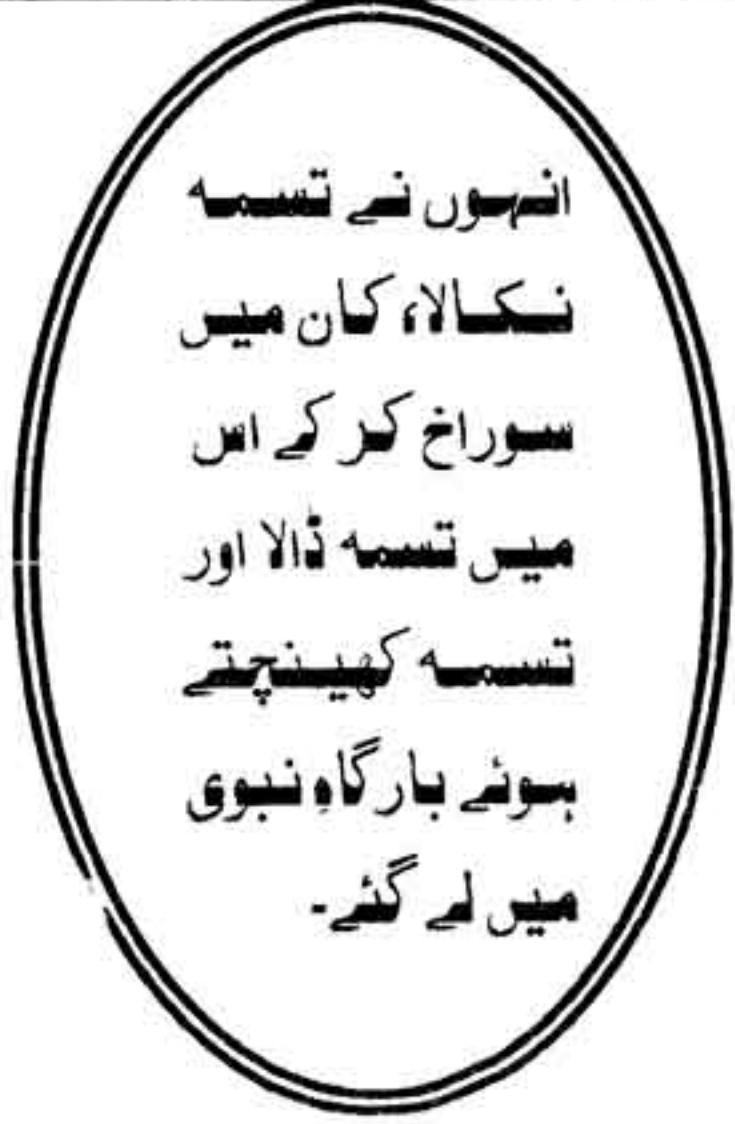 انہوں نے تسمہ
نکالا، کان میں
سوراخ کر کے اس
میں تسمہ ڈالا اور
تسمہ کھینچتے
ہوئے بارگاہِ نبوی
میں لے گئے۔